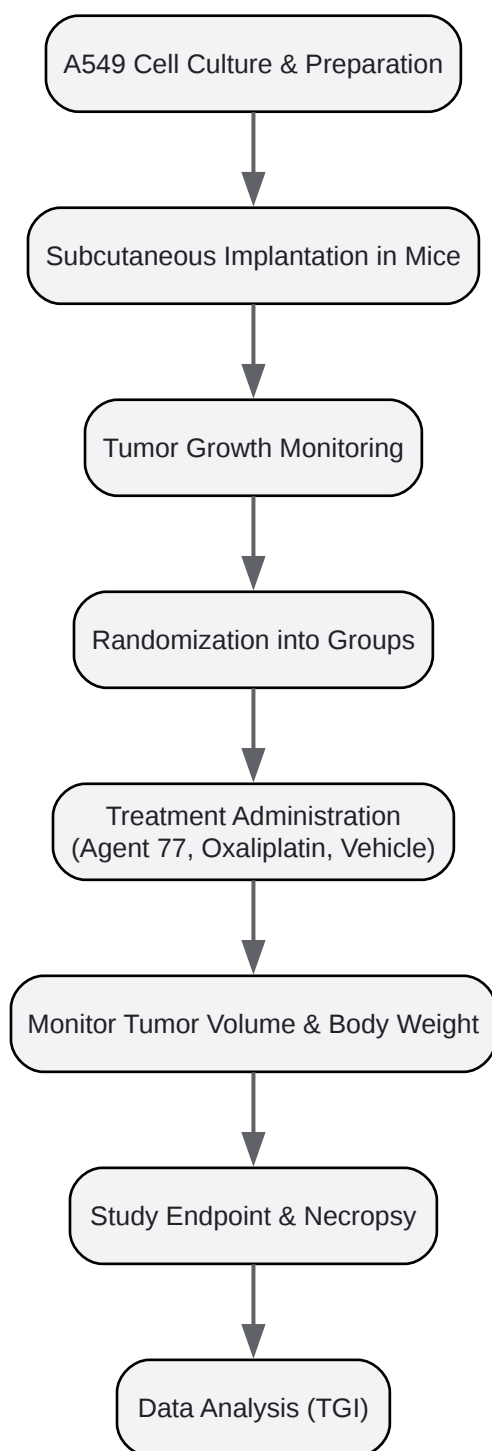 A549 Cell Culture & Preparation
Subcutaneous Implantation in Mice
Tumor Growth Monitoring
Randomization into Groups
Treatment Administration
(Agent 77, Oxaliplatin, Vehicle)
Monitor Tumor Volume & Body Weight
Study Endpoint & Necropsy
Data Analysis (TGI)